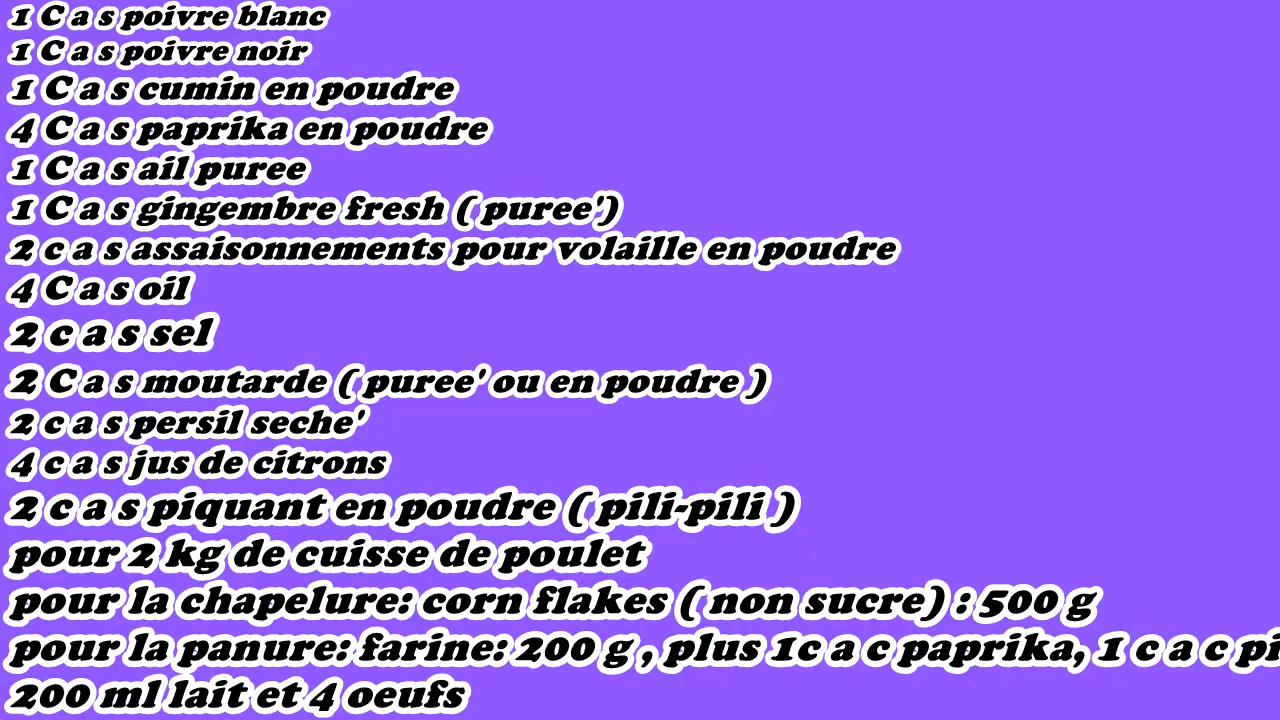 1 C a s poivre blanc
1 C a s poivre noir
1 C a s cumin en poudre
4 C a s paprika en poudre
1 C a s ail puree
1 C a s gingembre fresh ( puree')
2 c a s assaisonnements pour volaille en poudre
4 C a s oil
2 c a s sel
2 C a s moutarde ( puree' ou en poudre )
2 c a s persil seche'
4 c a s jus de citrons
2 c a s piquant en poudre ( pili-pili )
pour 2 kg de cuisse de poulet
pour la chapelure: corn flakes ( non sucre) : 500 g
pour la panure: farine: 200 g , plus 1c a c paprika, 1 c a c
200 ml lait et 4 oeufs